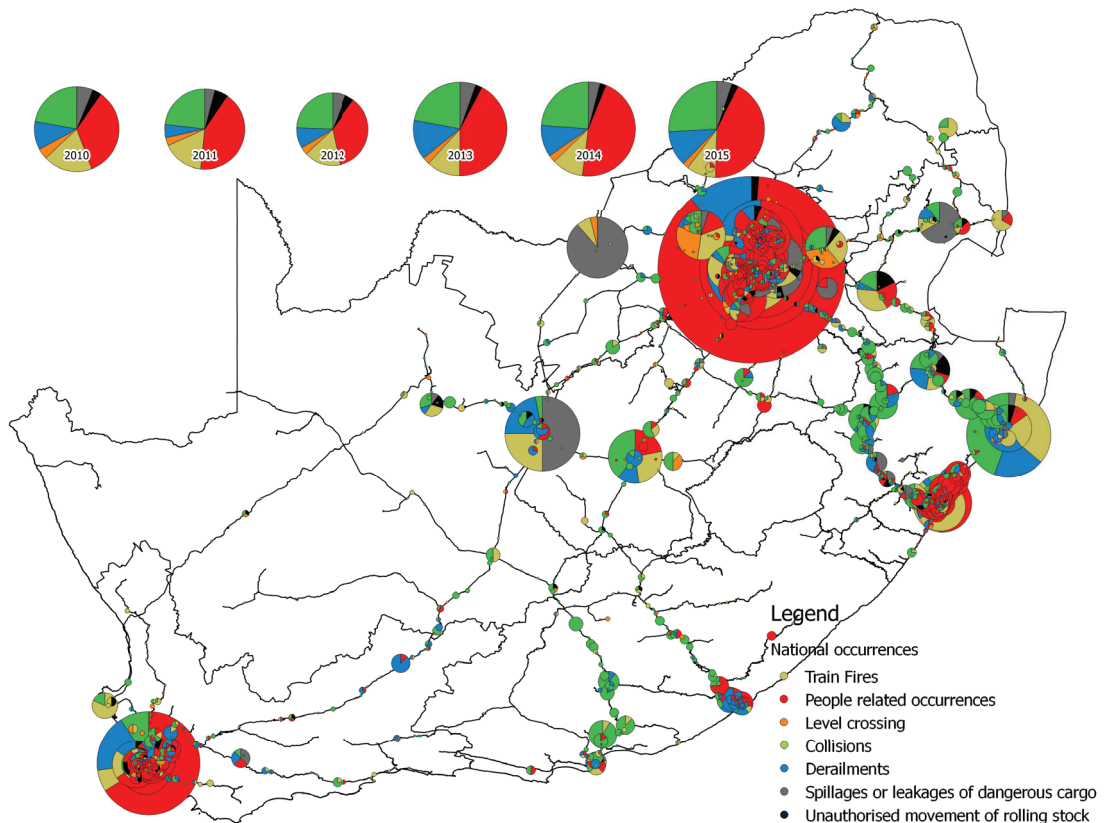 2010
2011
2012
2013
2014
2015
Legend
National occurrences
Train Fires
People related occurrences
Level crossing
Collisions
Derailments
Spillages or leakages of dangerous cargo
Unauthorised movement of rolling stock